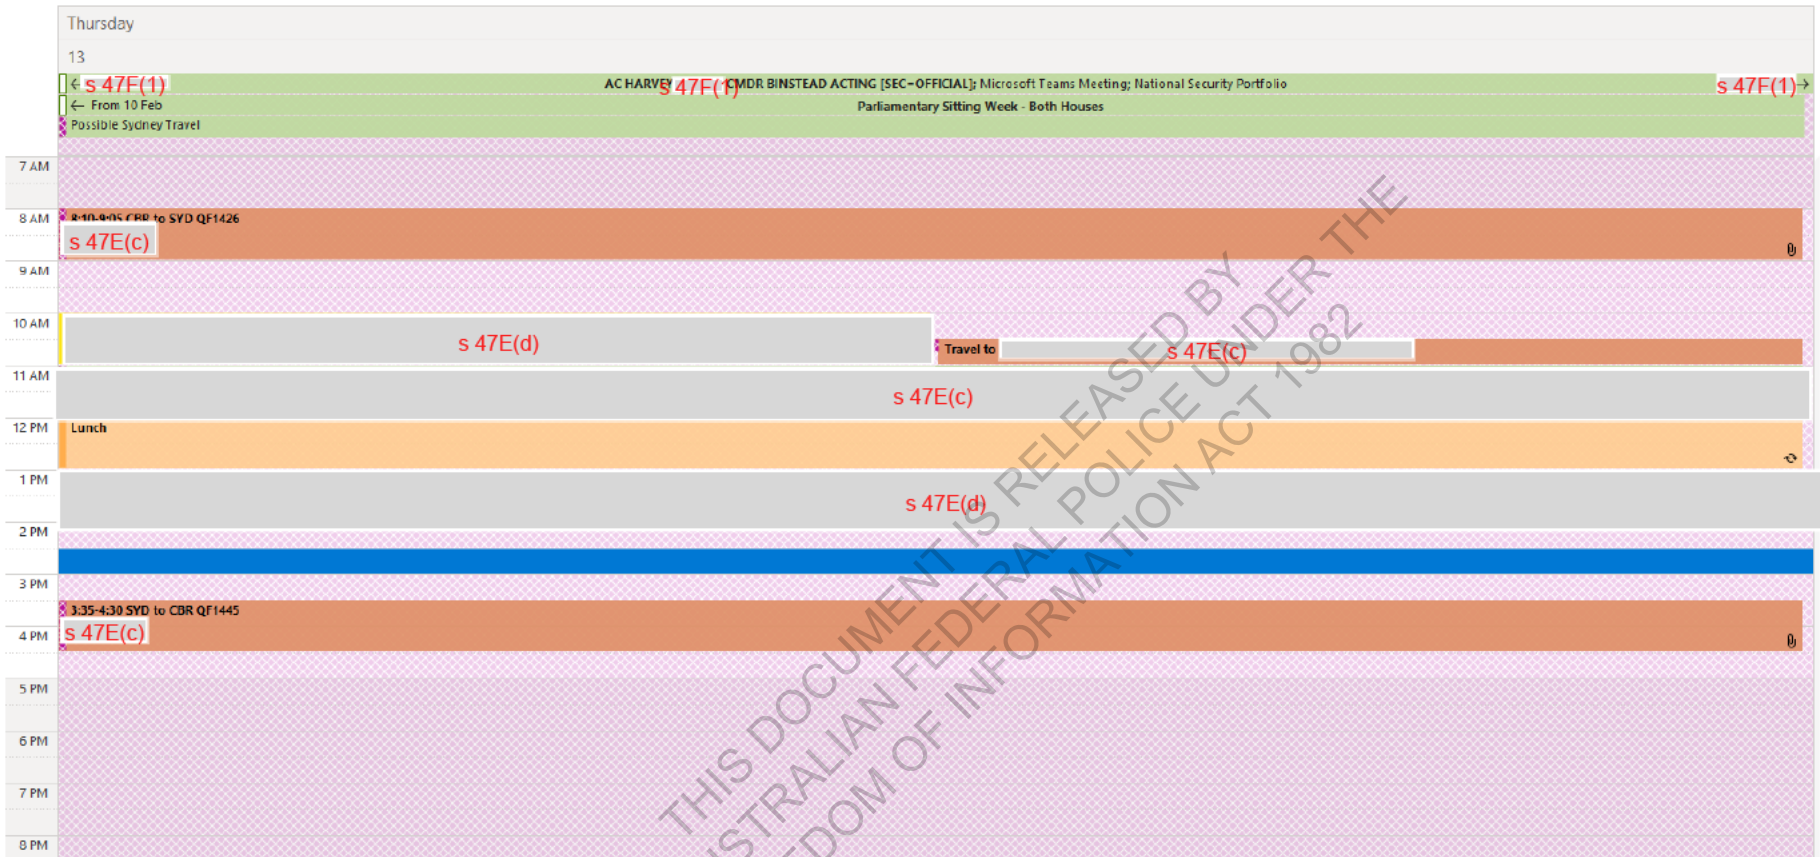 Thursday
13
← s 47F(1) AC HARVEY s 47F(1) CMDR BINSTEAD ACTING [SEC=OFFICIAL]; Microsoft Teams Meeting; National Security Portfolio s 47F(1) →
← From 10 Feb Parliamentary Sitting Week - Both Houses
Possible Sydney Travel
7 AM
8 AM 8:10-9:05 CBR to SYD QF1426
s 47E(c)
9 AM
10 AM
s 47E(d) Travel to s 47E(c)
11 AM
s 47E(c)
12 PM Lunch
1 PM
s 47E(d)
2 PM
3 PM
3:35-4:30 SYD to CBR QF1445
4 PM s 47E(c)
5 PM
6 PM
7 PM
8 PM
THIS DOCUMENT IS RELEASED BY
STRALIAN FEDERAL POLICE UNDER THE
EDOM OF INFORMATION ACT 1982